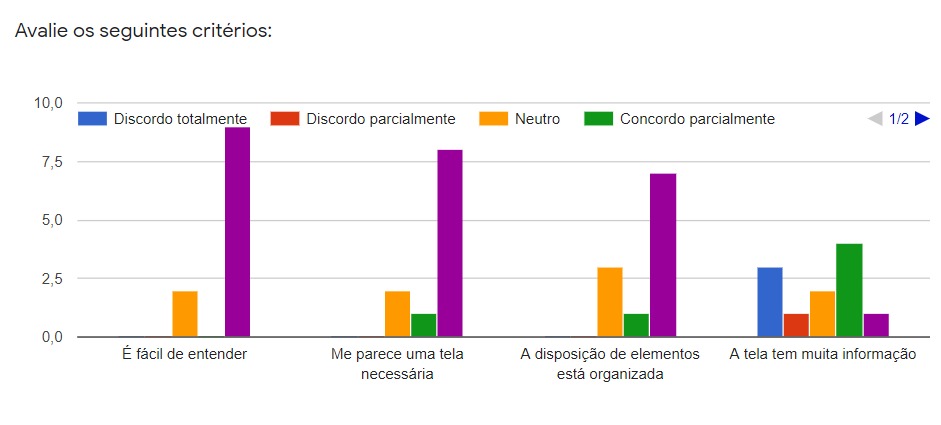 Avalie os seguintes critérios:
10,0
Discordo totalmente Discordo parcialmente Neutro Concordo parcialmente 1/2
7,5
5,0
2,5
0,0
É fácil de entender Me parece uma tela necessária A disposição de elementos está organizada A tela tem muita informação